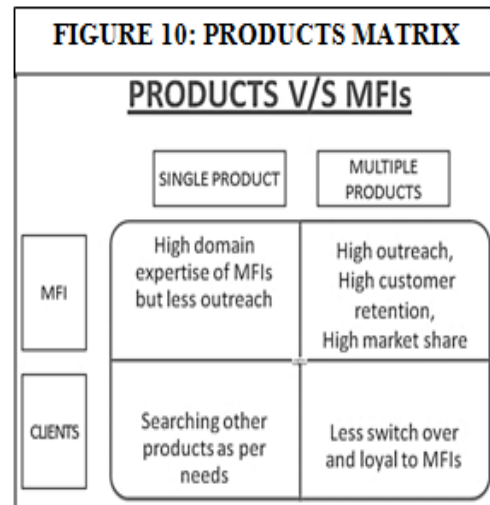 FIGURE 10: PRODUCTS MATRIX
PRODUCTS V/S MFIs
SINGLE PRODUCT
MULTIPLE
PRODUCTS
MFI
High domain
expertise of MFIs
but less outreach
High outreach,
High customer
retention,
High market share
CLIENTS
Searching other
products as per
needs
Less switch over
and loyal to MFIs